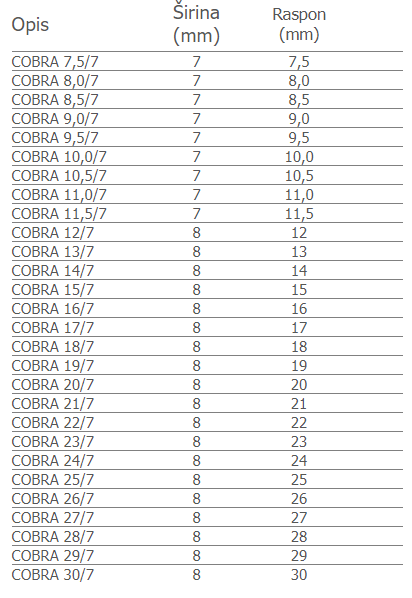 Opis Širina (mm) Raspon (mm)
COBRA 7,5/7 7 7,5
COBRA 8,0/7 7 8,0
COBRA 8,5/7 7 8,5
COBRA 9,0/7 7 9,0
COBRA 9,5/7 7 9,5
COBRA 10,0/7 7 10,0
COBRA 10,5/7 7 10,5
COBRA 11,0/7 7 11,0
COBRA 11,5/7 7 11,5
COBRA 12/7 8 12
COBRA 13/7 8 13
COBRA 14/7 8 14
COBRA 15/7 8 15
COBRA 16/7 8 16
COBRA 17/7 8 17
COBRA 18/7 8 18
COBRA 19/7 8 19
COBRA 20/7 8 20
COBRA 21/7 8 21
COBRA 22/7 8 22
COBRA 23/7 8 23
COBRA 24/7 8 24
COBRA 25/7 8 25
COBRA 26/7 8 26
COBRA 27/7 8 27
COBRA 28/7 8 28
COBRA 29/7 8 29
COBRA 30/7 8 30